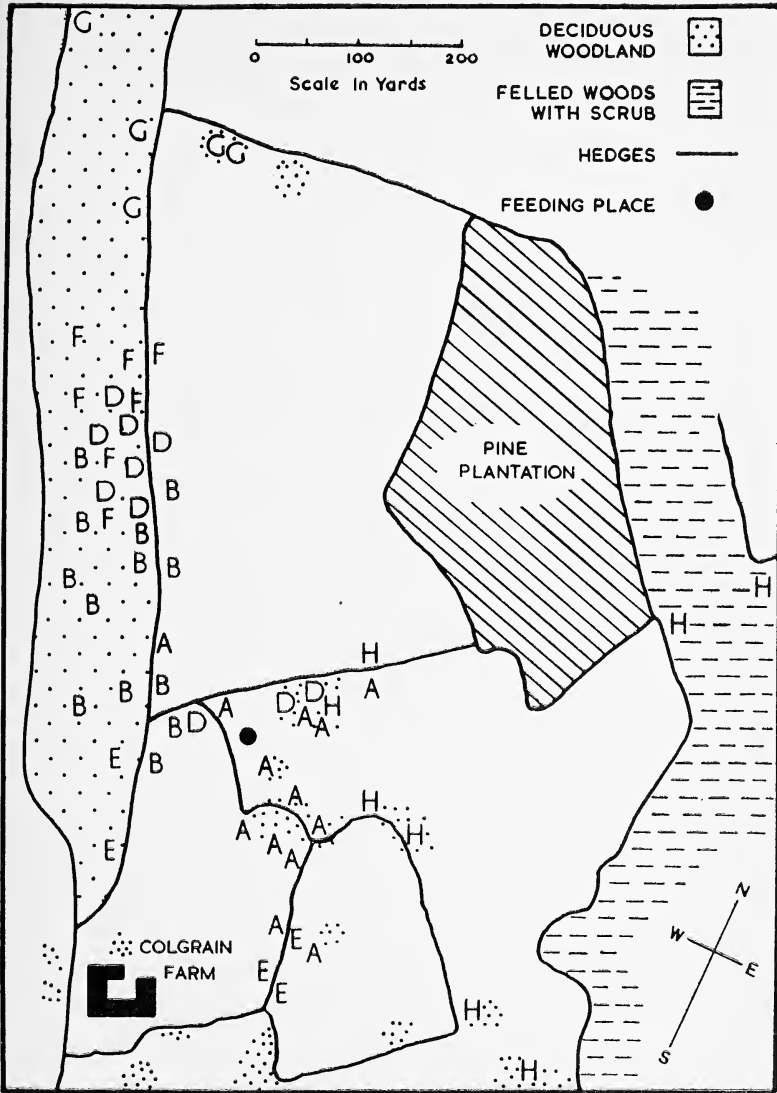 G
DECIDUOUS
WOODLAND
0 100 200
Scale In Yards
FELLED WOODS
WITH SCRUB
HEDGES
FEEDING PLACE
G
G G
G
F
F F
F D F
D D
D
B F D
B
D
D
B F
B
B B
B
B
H
A
H
H
B B
B
D D H
A
A
A
A
B D
E
B
A
A
H
A
A
H
A
A
E
A
E A
E
E
COLGRAIN
FARM
H
H
PINE
PLANTATION
N
W
E
S